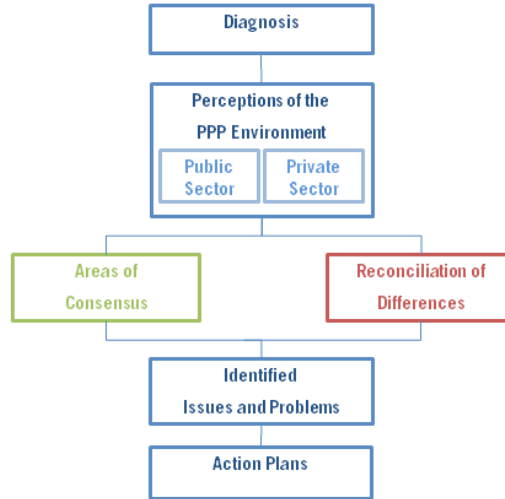 Diagnosis
Perceptions of the
PPP Environment
Public
Sector
Private
Sector
Areas of
Consensus
Reconciliation of
Differences
Identified
Issues and Problems
Action Plans